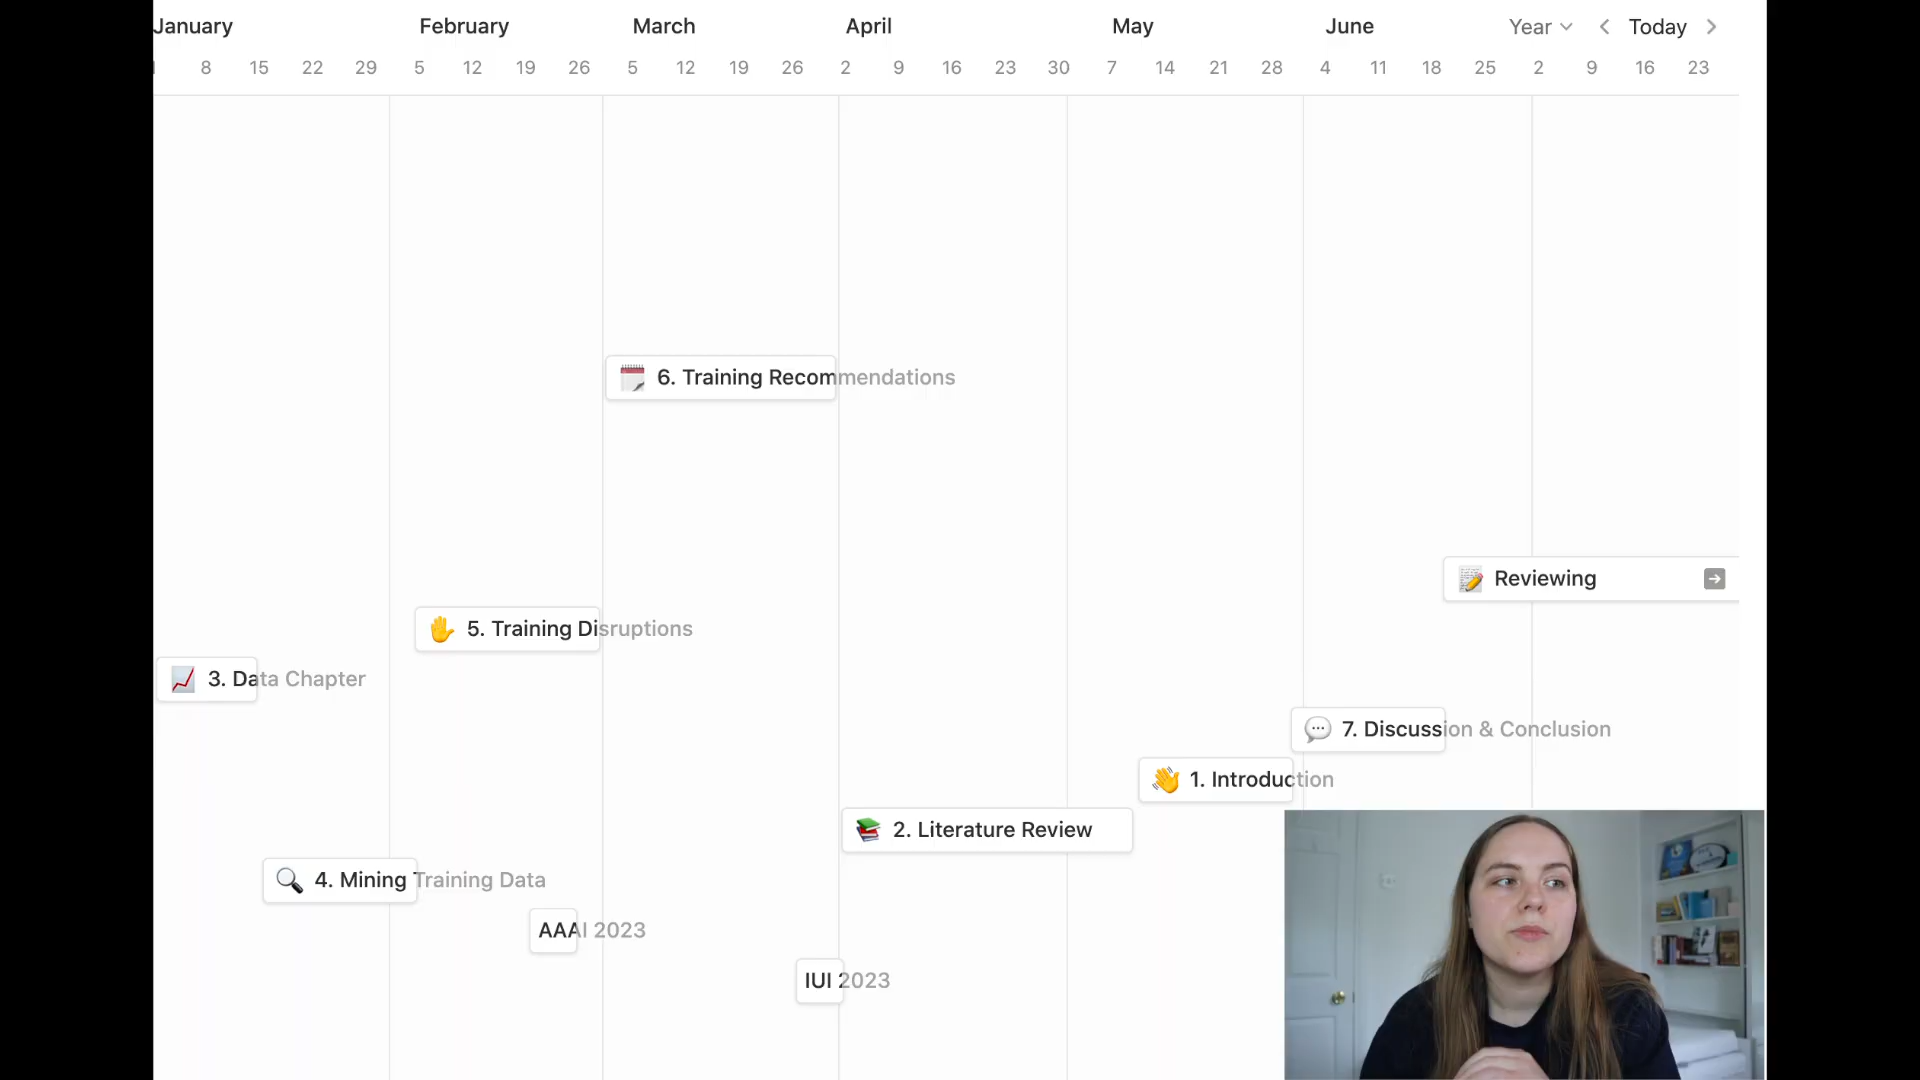 January February March April May June Year Today
8 15 22 29 5 12 19 26 5 12 19 26 2 9 16 23 30 7 14 21 28 4 11 18 25 2 9 16 23
6. Training Recommendations
Reviewing
5. Training Disruptions
3. Data Chapter
7. Discussion & Conclusion
1. Introduction
2. Literature Review
4. Mining Training Data
AAAI 2023
IUI 2023